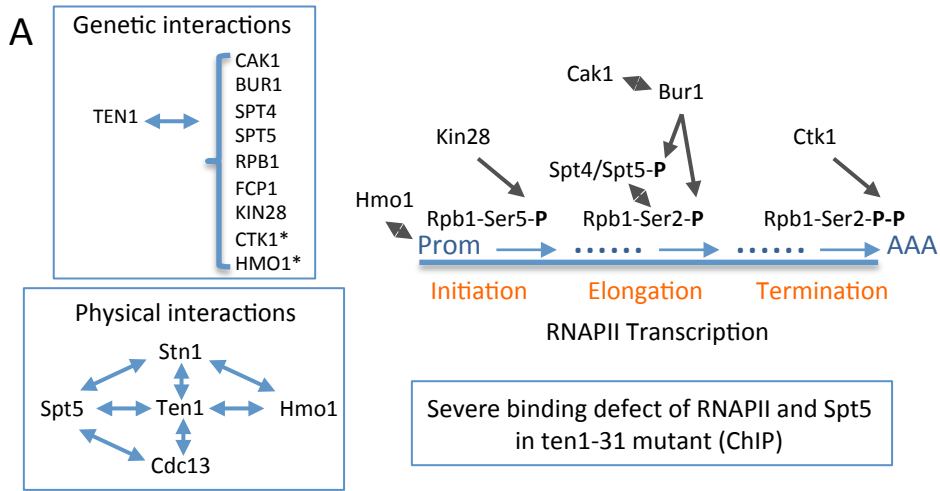 A
Genetic interactions
TEN1
CAK1
BUR1
SPT4
SPT5
RPB1
FCP1
KIN28
CTK1*
HMO1*
Physical interactions
Stn1
Spt5
Ten1
Hmo1
Cdc13
Cak1
Bur1
Kin28
Ctk1
Spt4/Spt5-P
Hmo1
Rpb1-Ser5-P
Rpb1-Ser2-P
Rpb1-Ser2-P-P
Prom
AAA
Initiation
Elongation
Termination
RNAPII Transcription
Severe binding defect of RNAPII and Spt5
in ten1-31 mutant (ChIP)